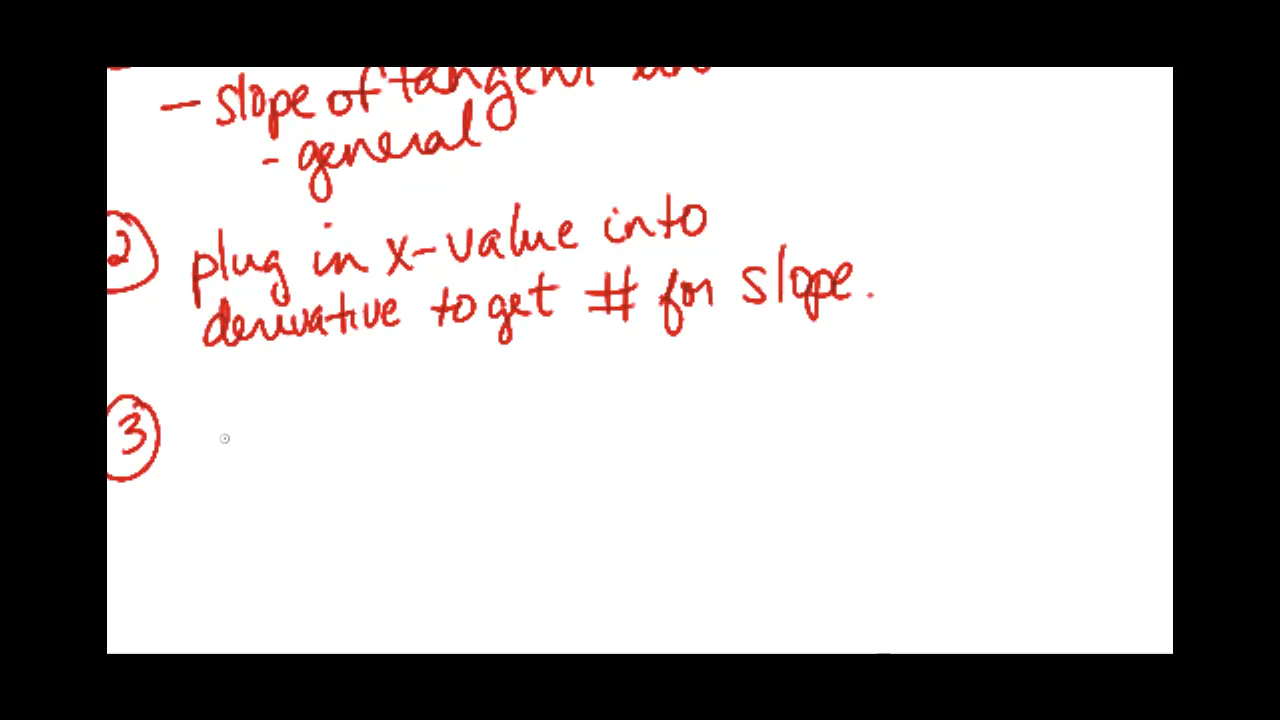 - slope of tangent
- general
2 plug in x-value into
derivative to get # for slope.
3